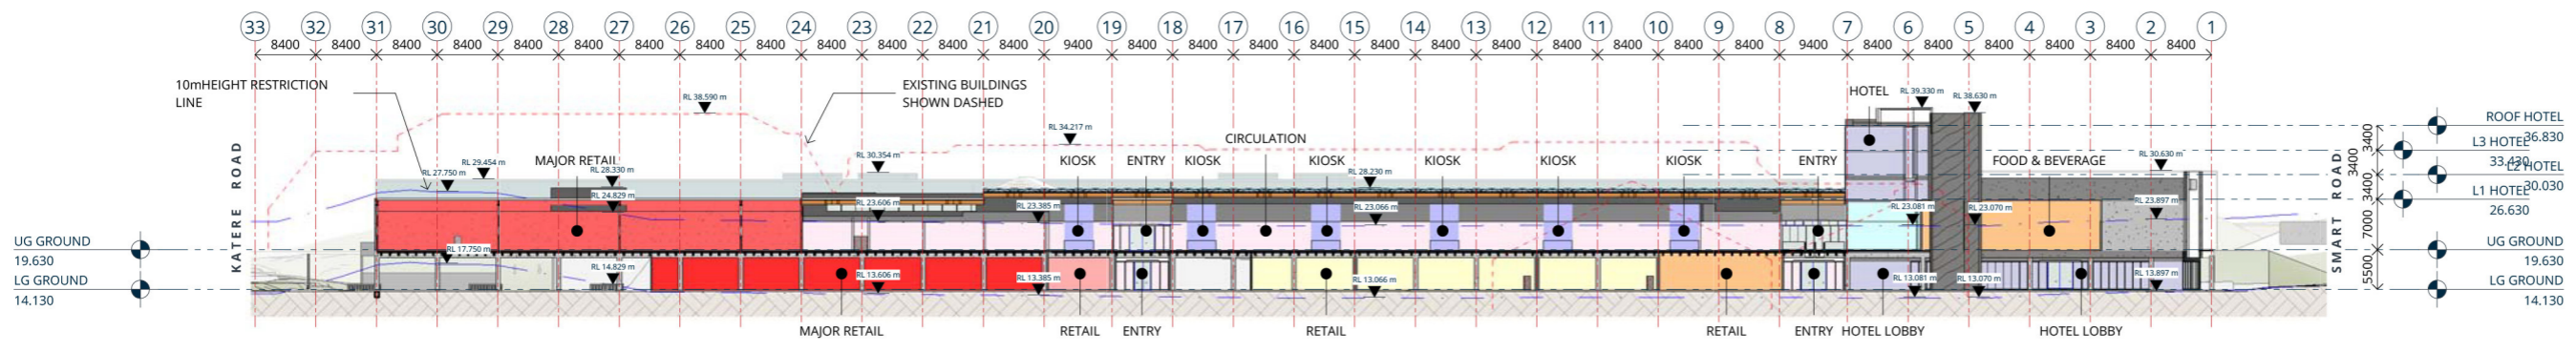 33 32 31 30 29 28 27 26 25 24 23 22 21 20 19 18 17 16 15 14 13 12 11 10 9 8 7 6 5 4 3 2 1
8400 8400 8400 8400 8400 8400 8400 8400 8400 8400 8400 8400 8400 9400 8400 8400 8400 8400 8400 8400 8400 8400 8400 8400 8400 9400 8400 8400 8400 8400 8400 8400
10mHEIGHT RESTRICTION
LINE
EXISTING BUILDINGS
SHOWN DASHED
HOTEL
RL 38.590 m
RL 39.330 m
RL 38.630 m
RL 34.217 m
CIRCULATION
ROOF HOTEL
36.830
L3 HOTEL
33.430
L2 HOTEL
30.030
L1 HOTEL
26.630
3400
3400
3400
7000
5500
MAJOR RETAIL
KIOSK ENTRY KIOSK KIOSK KIOSK KIOSK KIOSK ENTRY FOOD & BEVERAGE
RL 29.454 m
RL 27.750 m
RL 28.330 m
RL 24.829 m
RL 30.354 m
RL 28.230 m
RL 30.630 m
RL 23.606 m
RL 23.385 m
RL 23.066 m
RL 23.081 m
RL 23.070 m
RL 23.897 m
KATERE ROAD
SMART ROAD
UG GROUND
19.630
UG GROUND
19.630
RL 17.750 m
RL 14.829 m
RL 13.606 m
RL 13.385 m
RL 13.066 m
RL 13.081 m
RL 13.070 m
RL 13.897 m
LG GROUND
14.130
LG GROUND
14.130
MAJOR RETAIL RETAIL ENTRY RETAIL RETAIL ENTRY HOTEL LOBBY HOTEL LOBBY